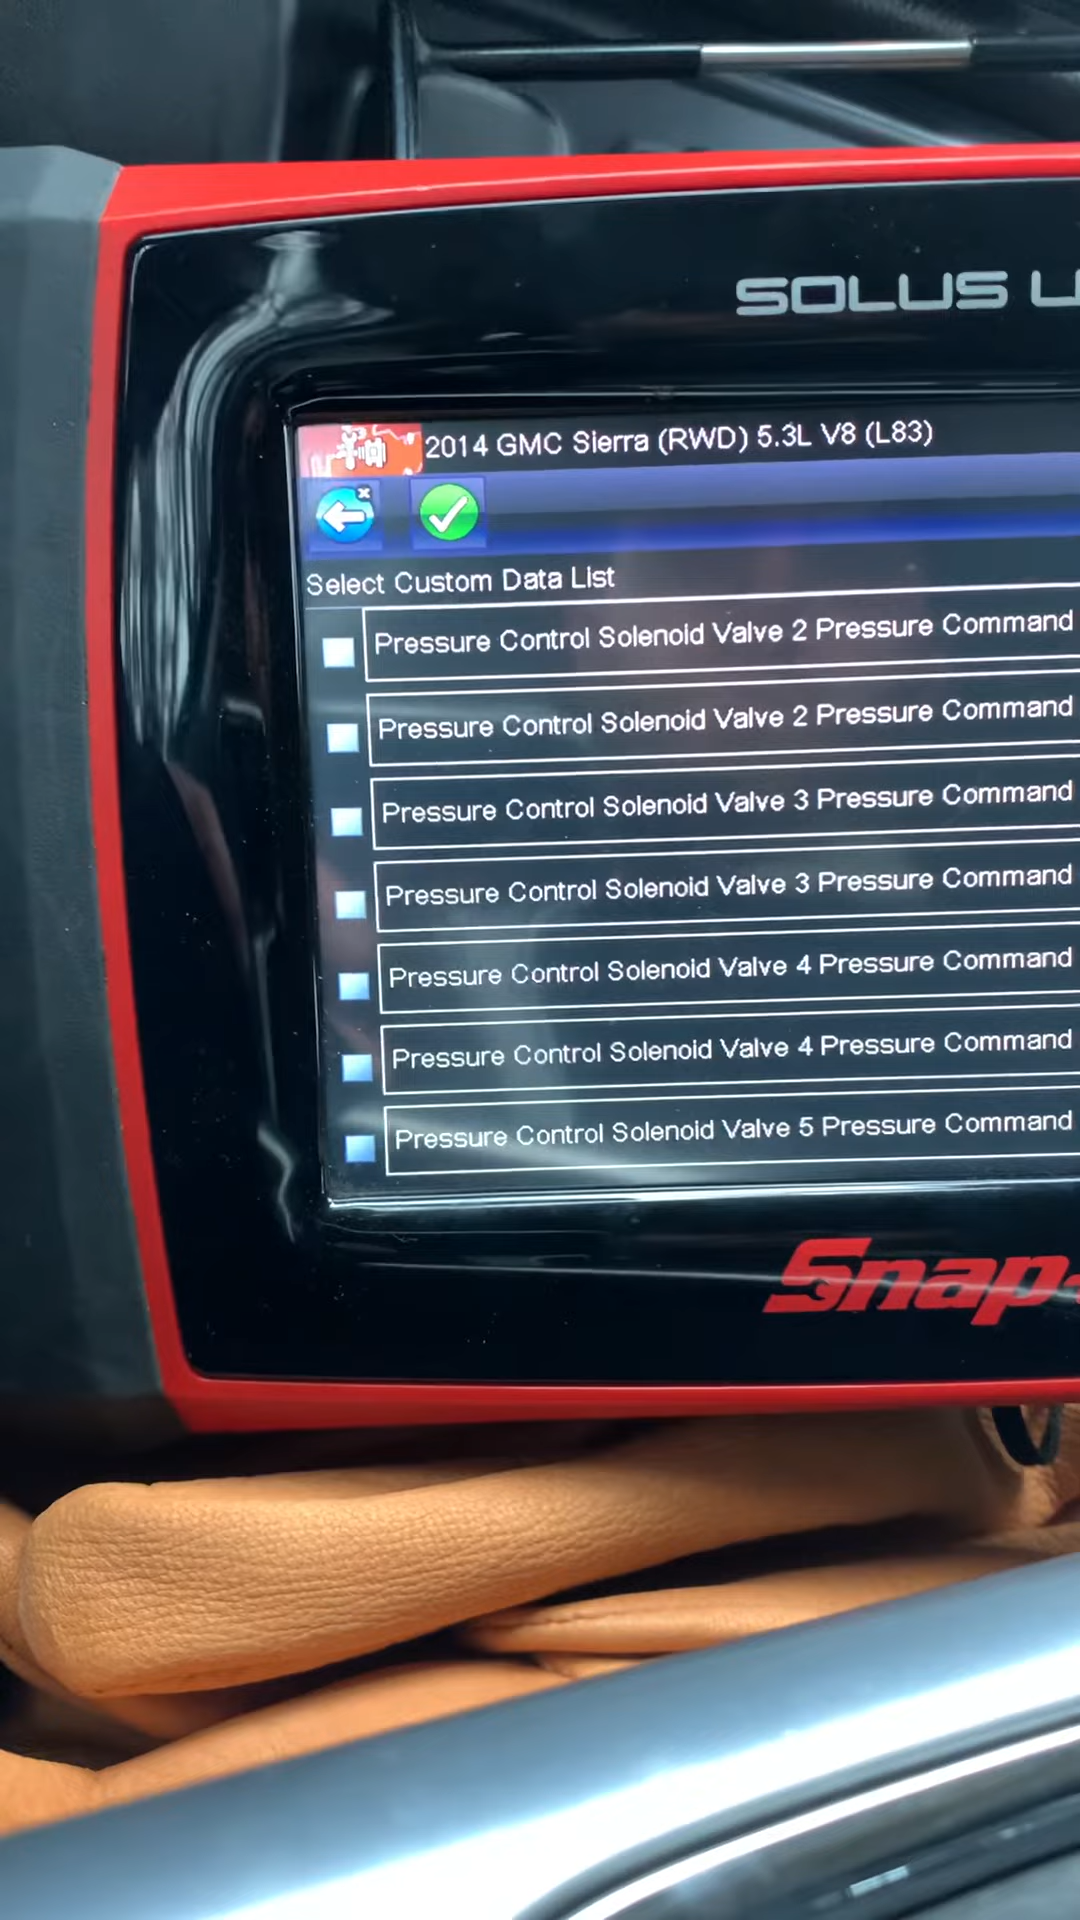 SOLUS
2014 GMC Sierra (RWD) 5.3L V8 (L83)
Select Custom Data List
Pressure Control Solenoid Valve 2 Pressure Command
Pressure Control Solenoid Valve 2 Pressure Command
Pressure Control Solenoid Valve 3 Pressure Command
Pressure Control Solenoid Valve 3 Pressure Command
Pressure Control Solenoid Valve 4 Pressure Command
Pressure Control Solenoid Valve 4 Pressure Command
Pressure Control Solenoid Valve 5 Pressure Command
Snap-